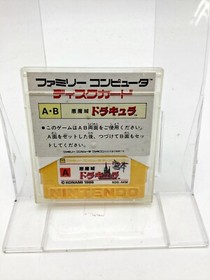 ファミリー コンピュータ
ディスクカード
A・B 悪魔城 ドラキュラ
●このゲームはA B両面をご使用ください。
A面をセットした後、つづけてB面もセッ
トしてください。
A 悪魔城 ドラキュラ
© KONAMI 1986
NINTENDO